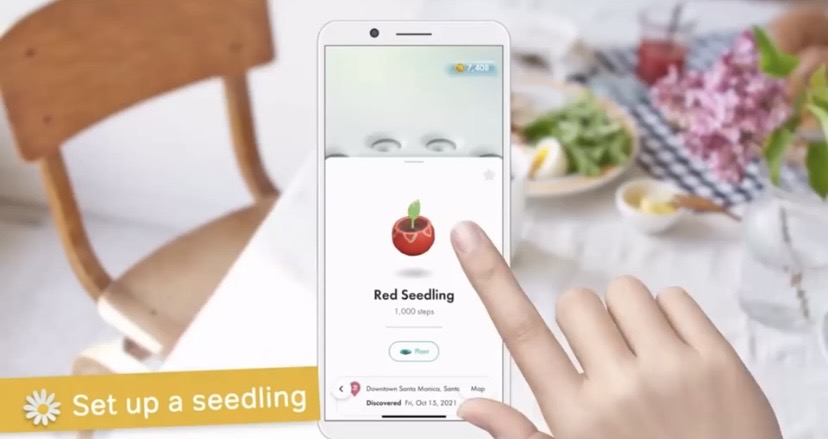 7,408
Red Seedling
1,000 steps
Plant
Downtown Santa Monica, Santa
Map
Discovered Fri, Oct 15, 2021
Set up a seedling